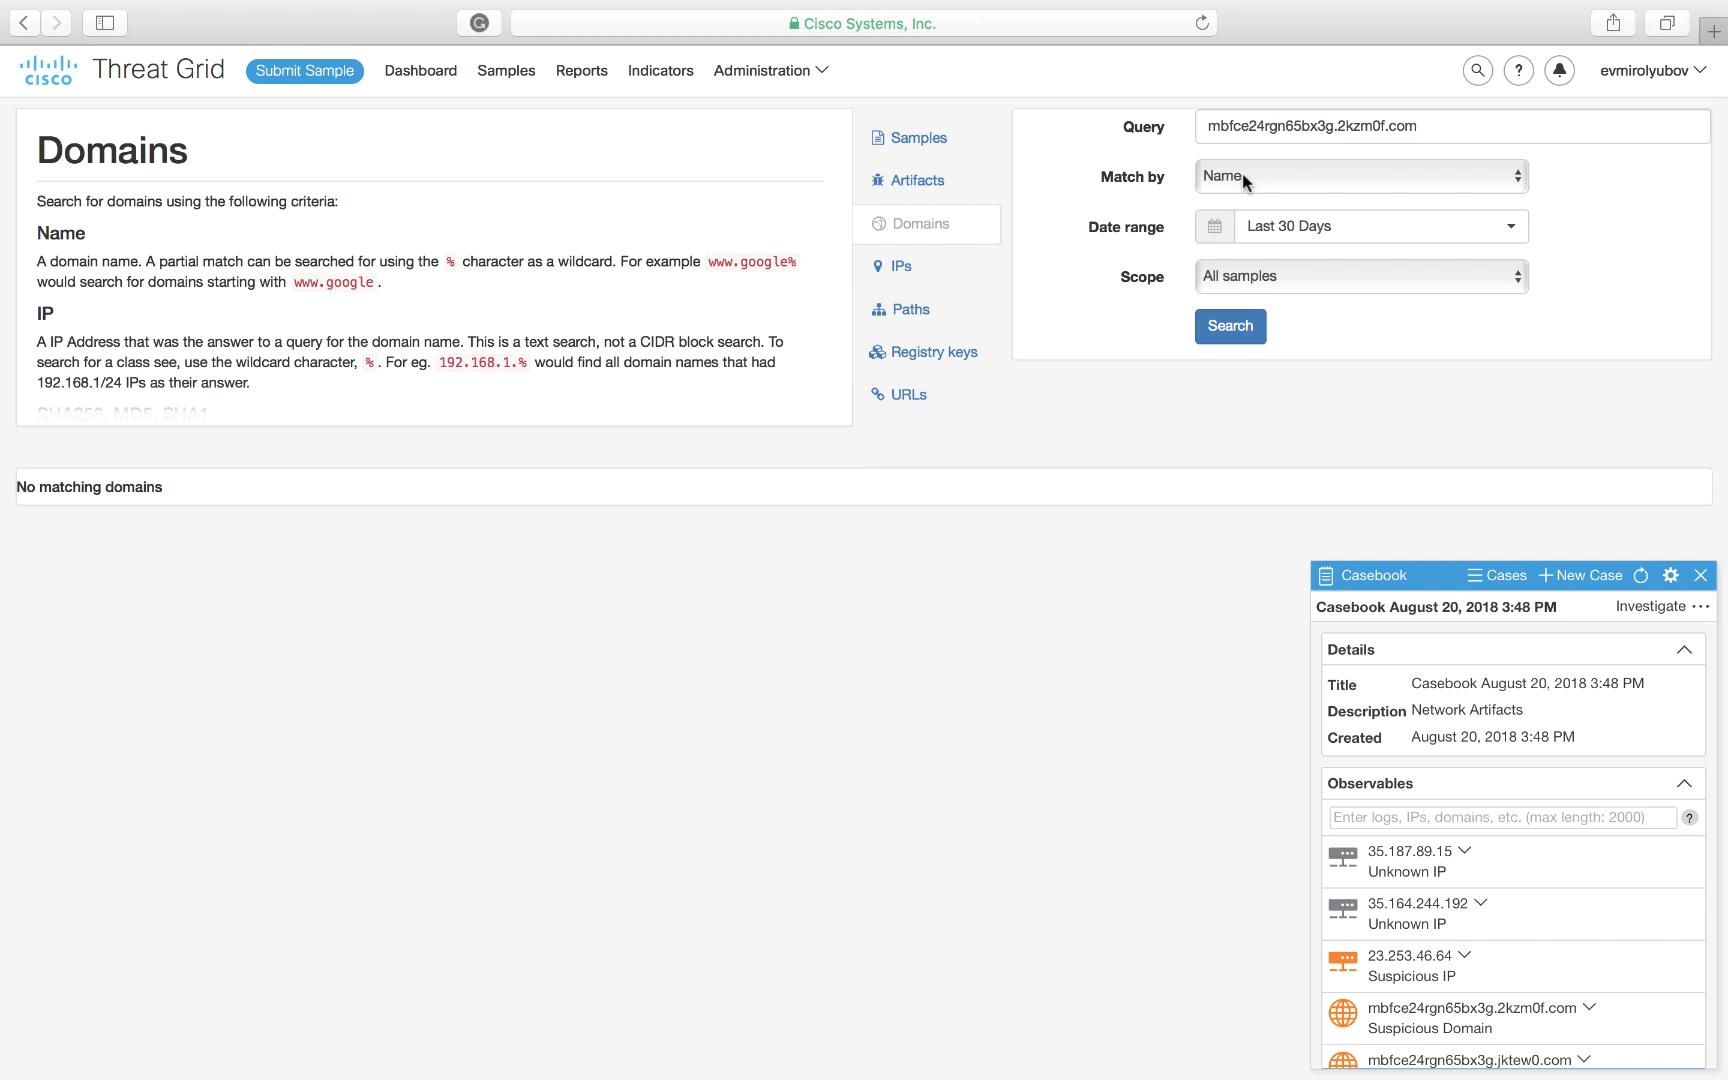 Cisco Systems, Inc.
cisco Threat Grid Submit Sample Dashboard Samples Reports Indicators Administration ? evmirolyubov
Domains
Search for domains using the following criteria:
Name
A domain name. A partial match can be searched for using the % character as a wildcard. For example www.google%
would search for domains starting with www.google .
IP
A IP Address that was the answer to a query for the domain name. This is a text search, not a CIDR block search. To
search for a class see, use the wildcard character, % . For eg. 192.168.1.% would find all domain names that had
192.168.1/24 IPs as their answer.
SHA256, MD5, SHA1
Samples
Artifacts
Domains
IPs
Paths
Registry keys
URLs
Query mbfce24rgn65bx3g.2kzm0f.com
Match by Name
Date range Last 30 Days
Scope All samples
Search
No matching domains
Casebook Cases New Case
Casebook August 20, 2018 3:48 PM Investigate ...
Details
Title Casebook August 20, 2018 3:48 PM
Description Network Artifacts
Created August 20, 2018 3:48 PM
Observables
Enter logs, IPs, domains, etc. (max length: 2000) ?
35.187.89.15
Unknown IP
35.164.244.192
Unknown IP
23.253.46.64
Suspicious IP
mbfce24rgn65bx3g.2kzm0f.com
Suspicious Domain
mbfce24rgn65bx3g.jktew0.com